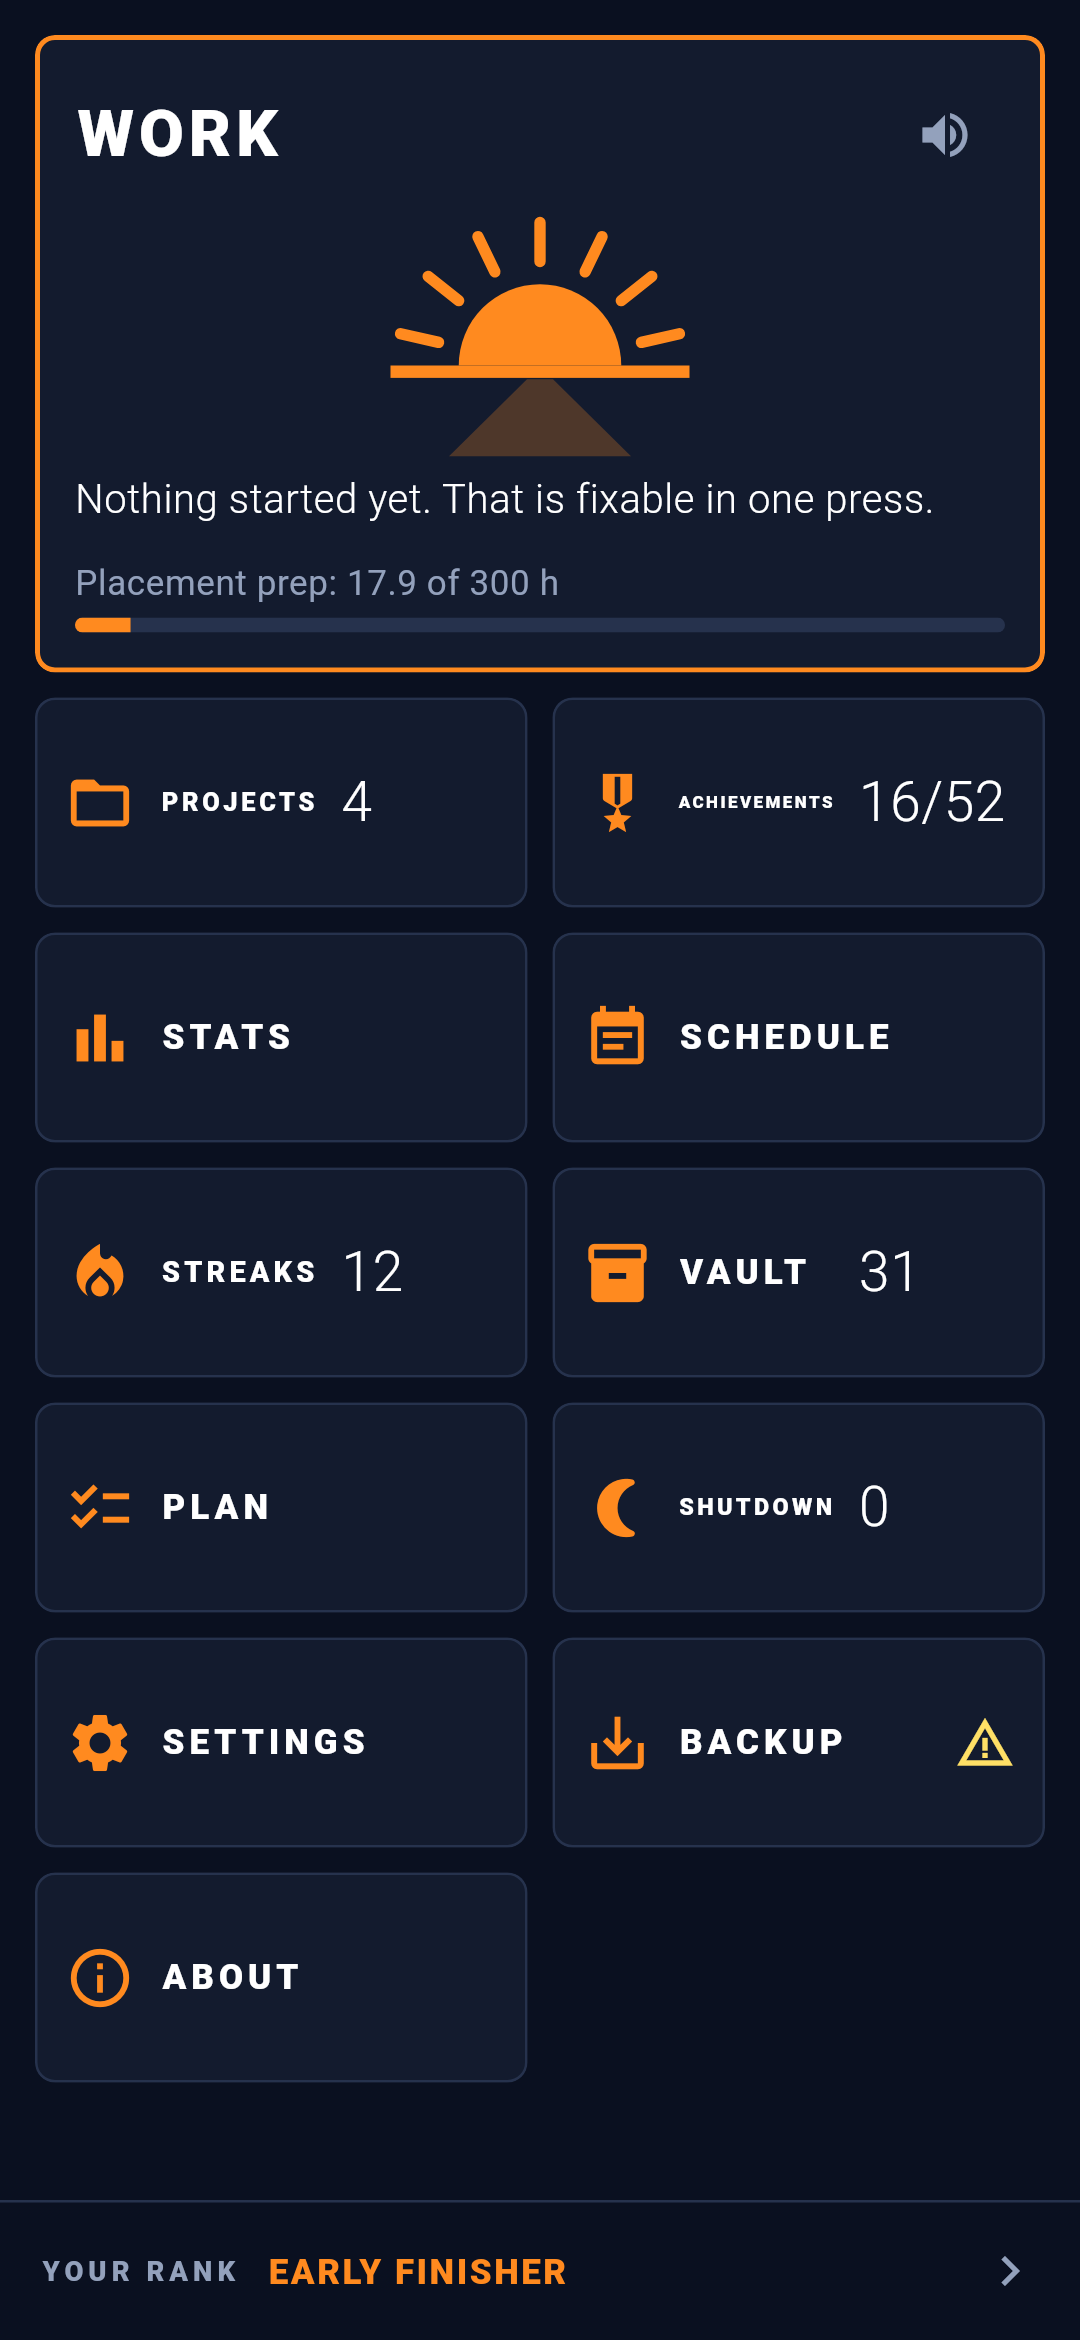 WORK
Nothing started yet. That is fixable in one press.
Placement prep: 17.9 of 300 h
PROJECTS 4
ACHIEVEMENTS 16/52
STATS
SCHEDULE
STREAKS 12
VAULT 31
PLAN
SHUTDOWN 0
SETTINGS
BACKUP
ABOUT
YOUR RANK EARLY FINISHER